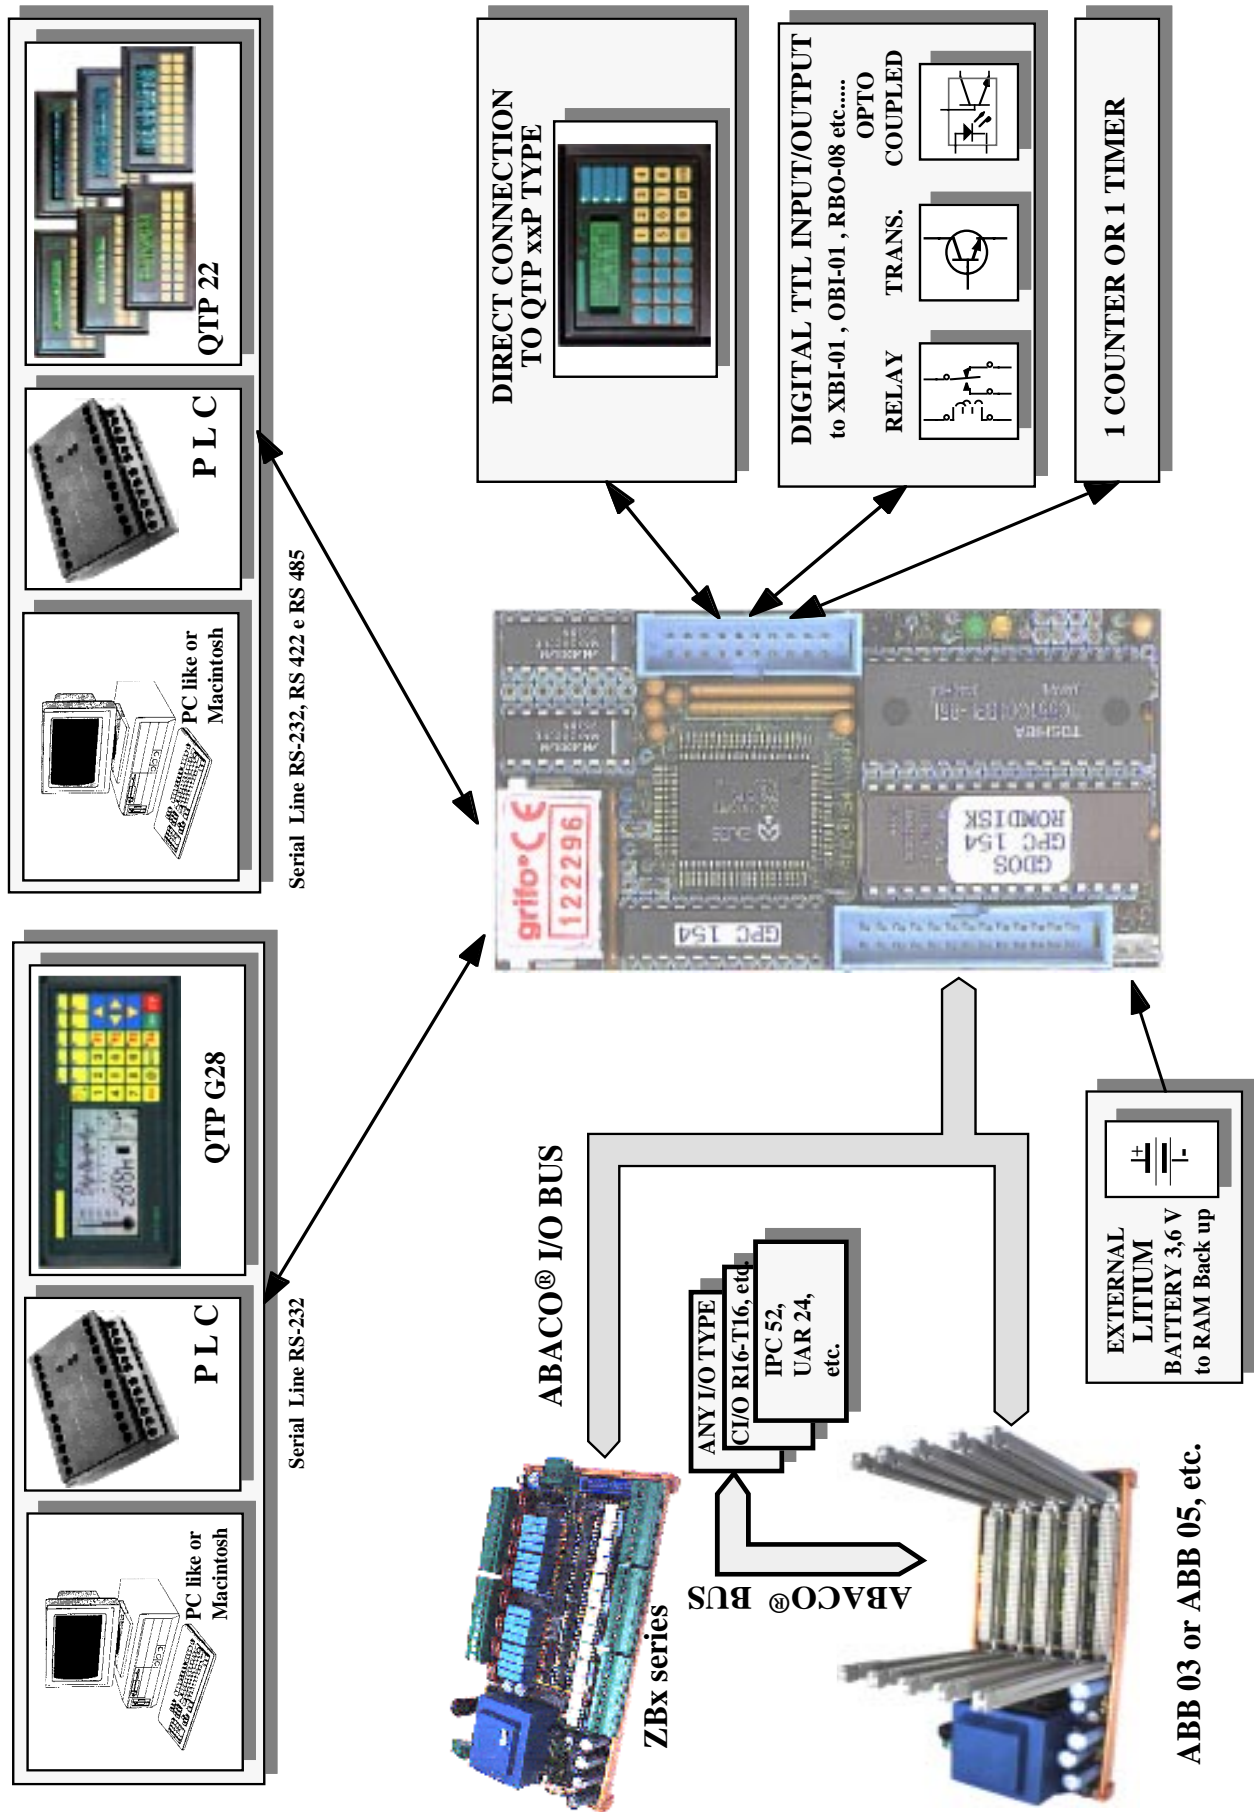 PC like or
Macintosh
P L C
QTP G28
Serial Line RS-232
PC like or
Macintosh
P L C
QTP 22
Serial Line RS-232, RS 422 e RS 485
DIRECT CONNECTION
TO QTP xxP TYPE
DIGITAL TTL INPUT/OUTPUT
to XBI-01 , OBI-01 , RBO-08 etc.....
RELAY
TRANS.
OPTO
COUPLED
1 COUNTER OR 1 TIMER
grifo® CE
122296
GPC 154
GDOS
GPC 154
ROMDISK
TOSHIBA
ABACO® I/O BUS
ZBx series
ABACO® BUS
ANY I/O TYPE
CI/O R16-T16, etc.
IPC 52,
UAR 24,
etc.
ABB 03 or ABB 05, etc.
EXTERNAL
LITIUM
BATTERY 3,6 V
to RAM Back up
+
-